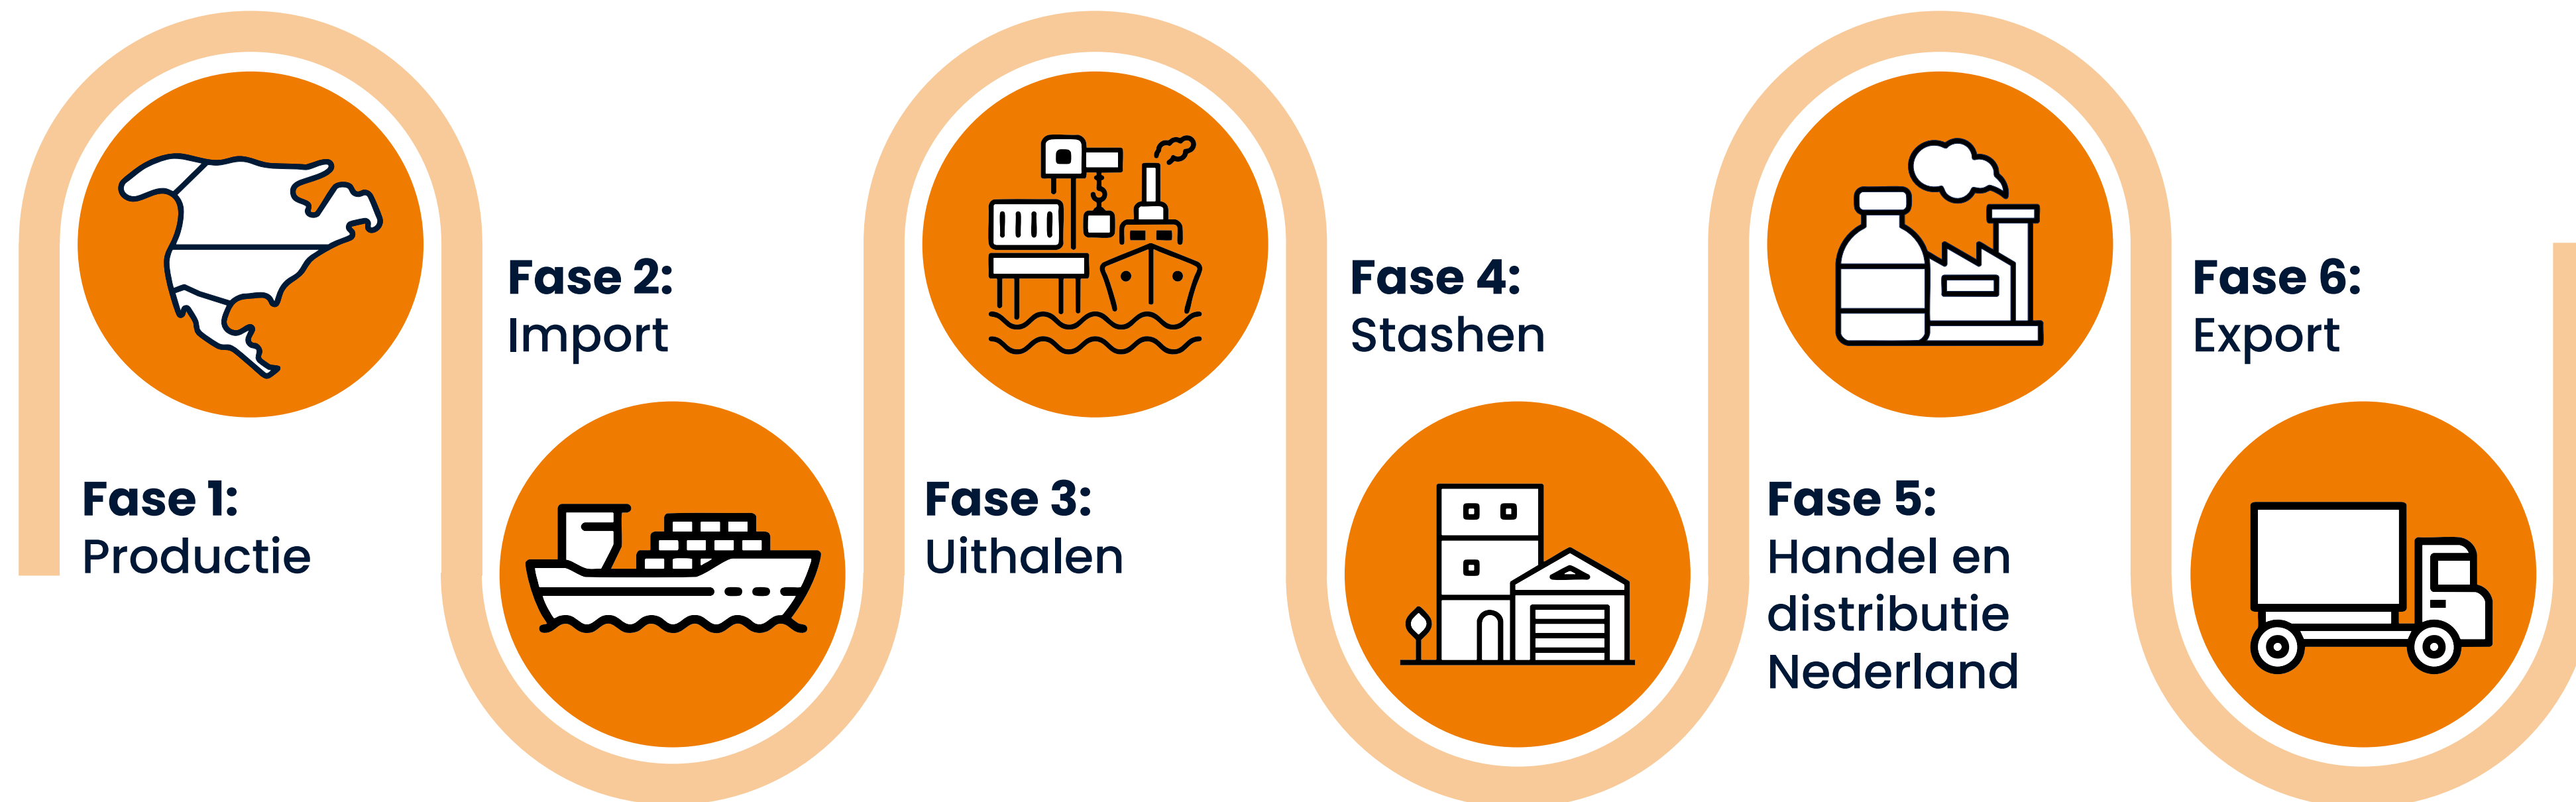 Fase 1:
Productie
Fase 2:
Import
Fase 3:
Uithalen
Fase 4:
Stashen
Fase 5:
Handel en
distributie
Nederland
Fase 6:
Export